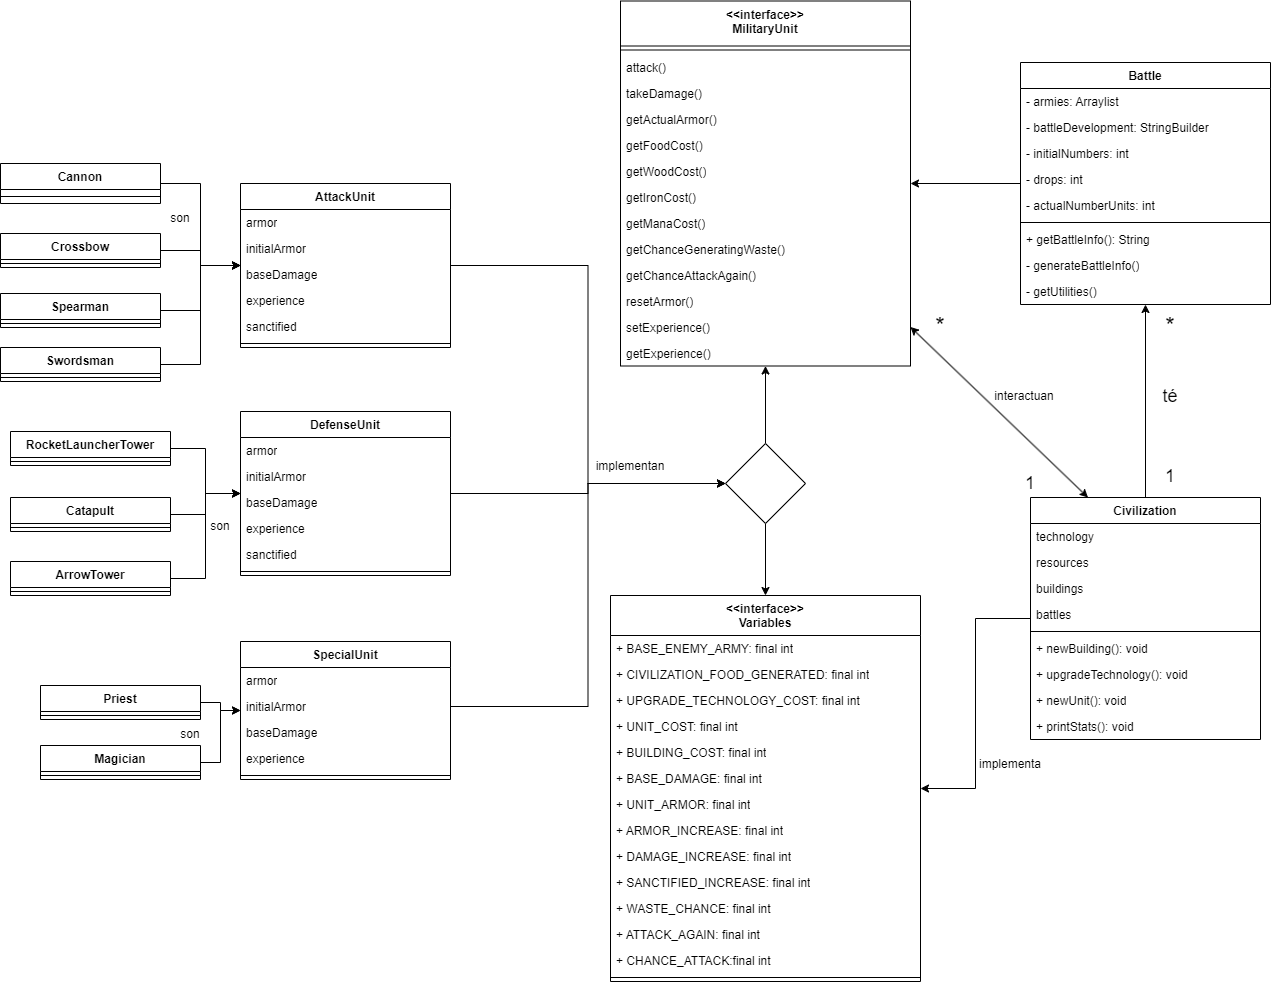 <<interface>>
MilitaryUnit
attack()
takeDamage()
getActualArmor()
getFoodCost()
getWoodCost()
getIronCost()
getManaCost()
getChanceGeneratingWaste()
getChanceAttackAgain()
resetArmor()
setExperience()
getExperience()
Battle
- armies: Arraylist
- battleDevelopment: StringBuilder
- initialNumbers: int
- drops: int
- actualNumberUnits: int
+ getBattleInfo(): String
- generateBattleInfo()
- getUtilities()
Cannon
son
Crossbow
Spearman
Swordsman
AttackUnit
armor
initialArmor
baseDamage
experience
sanctified
RocketLauncherTower
Catapult
son
ArrowTower
DefenseUnit
armor
initialArmor
baseDamage
experience
sanctified
Priest
son
Magician
SpecialUnit
armor
initialArmor
baseDamage
experience
implementan
*
interactuan
1
*
té
1
Civilization
technology
resources
buildings
battles
+ newBuilding(): void
+ upgradeTechnology(): void
+ newUnit(): void
+ printStats(): void
implementa
<<interface>>
Variables
+ BASE_ENEMY_ARMY: final int
+ CIVILIZATION_FOOD_GENERATED: final int
+ UPGRADE_TECHNOLOGY_COST: final int
+ UNIT_COST: final int
+ BUILDING_COST: final int
+ BASE_DAMAGE: final int
+ UNIT_ARMOR: final int
+ ARMOR_INCREASE: final int
+ DAMAGE_INCREASE: final int
+ SANCTIFIED_INCREASE: final int
+ WASTE_CHANCE: final int
+ ATTACK_AGAIN: final int
+ CHANCE_ATTACK:final int